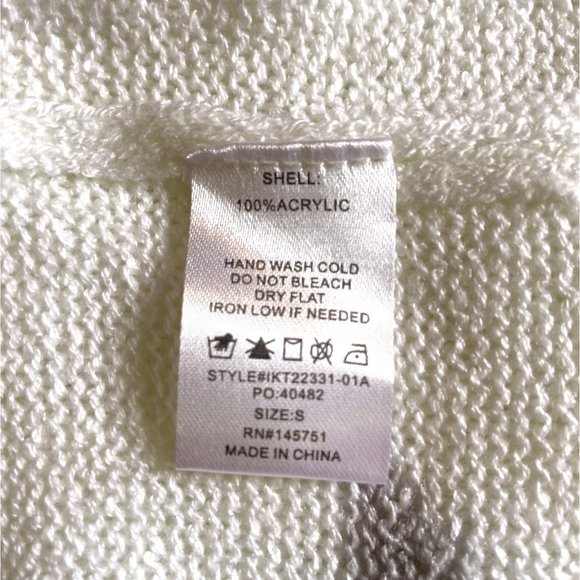 SHELL:
100%ACRYLIC
HAND WASH COLD
DO NOT BLEACH
DRY FLAT
IRON LOW IF NEEDED
STYLE#IKT22331-01A
PO:40482
SIZE:S
RN#145751
MADE IN CHINA